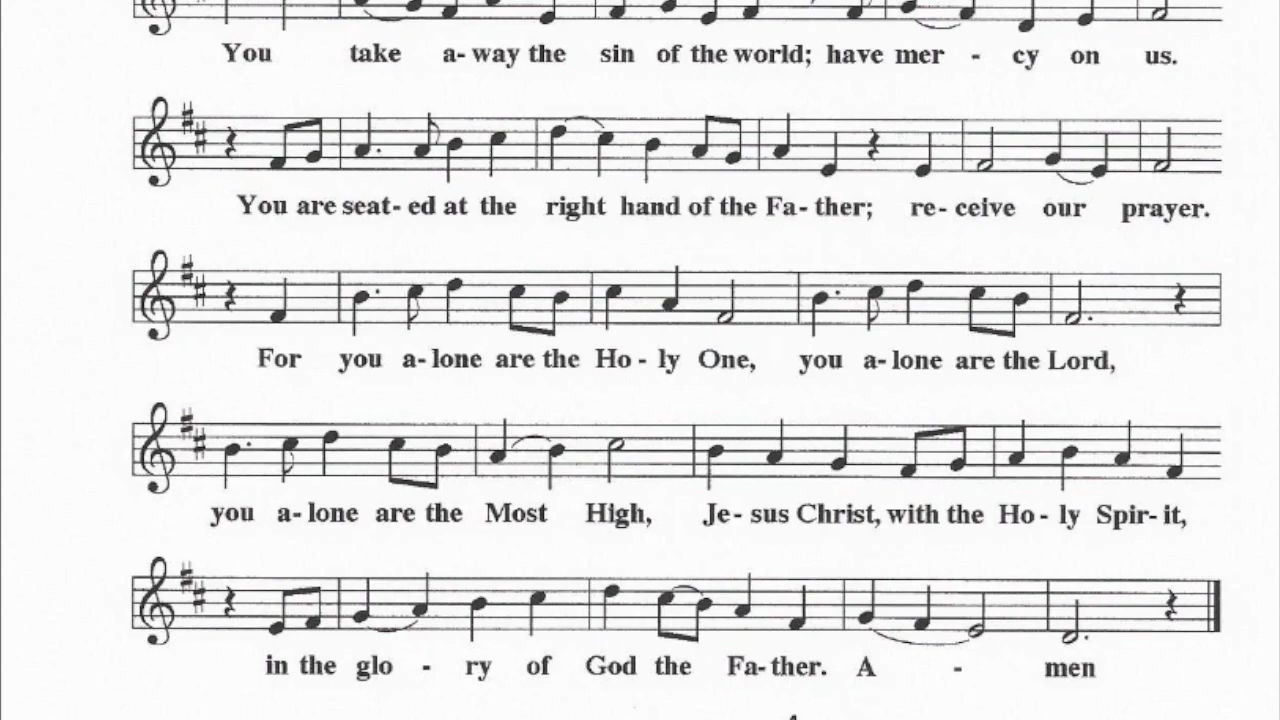 You take a-way the sin of the world; have mer - cy on us.
You are seat-ed at the right hand of the Fa-ther; re-ceive our prayer.
For you a-lone are the Ho-ly One, you a-lone are the Lord,
you a-lone are the Most High, Je-sus Christ, with the Ho-ly Spir-it,
in the glo - ry of God the Fa-ther. A - men